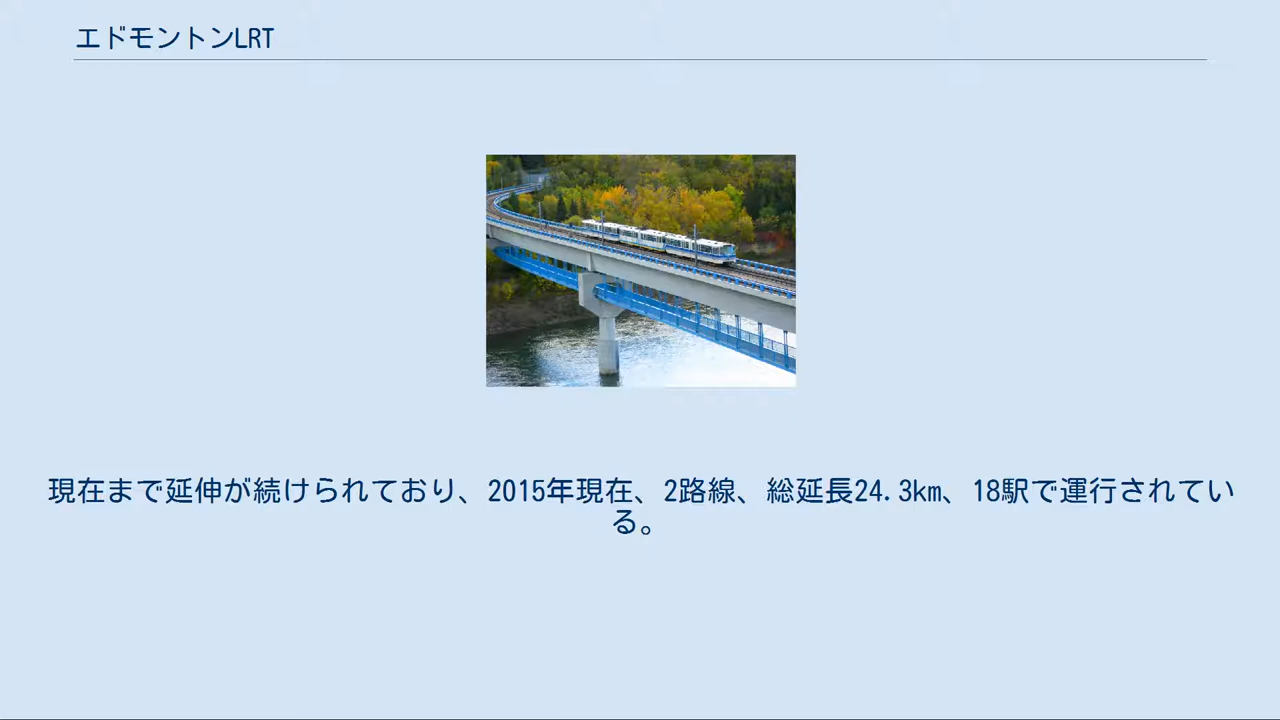 エドモントンLRT
現在まで延伸が続けられており、2015年現在、2路線、総延長24.3km、18駅で運行されてい
る。